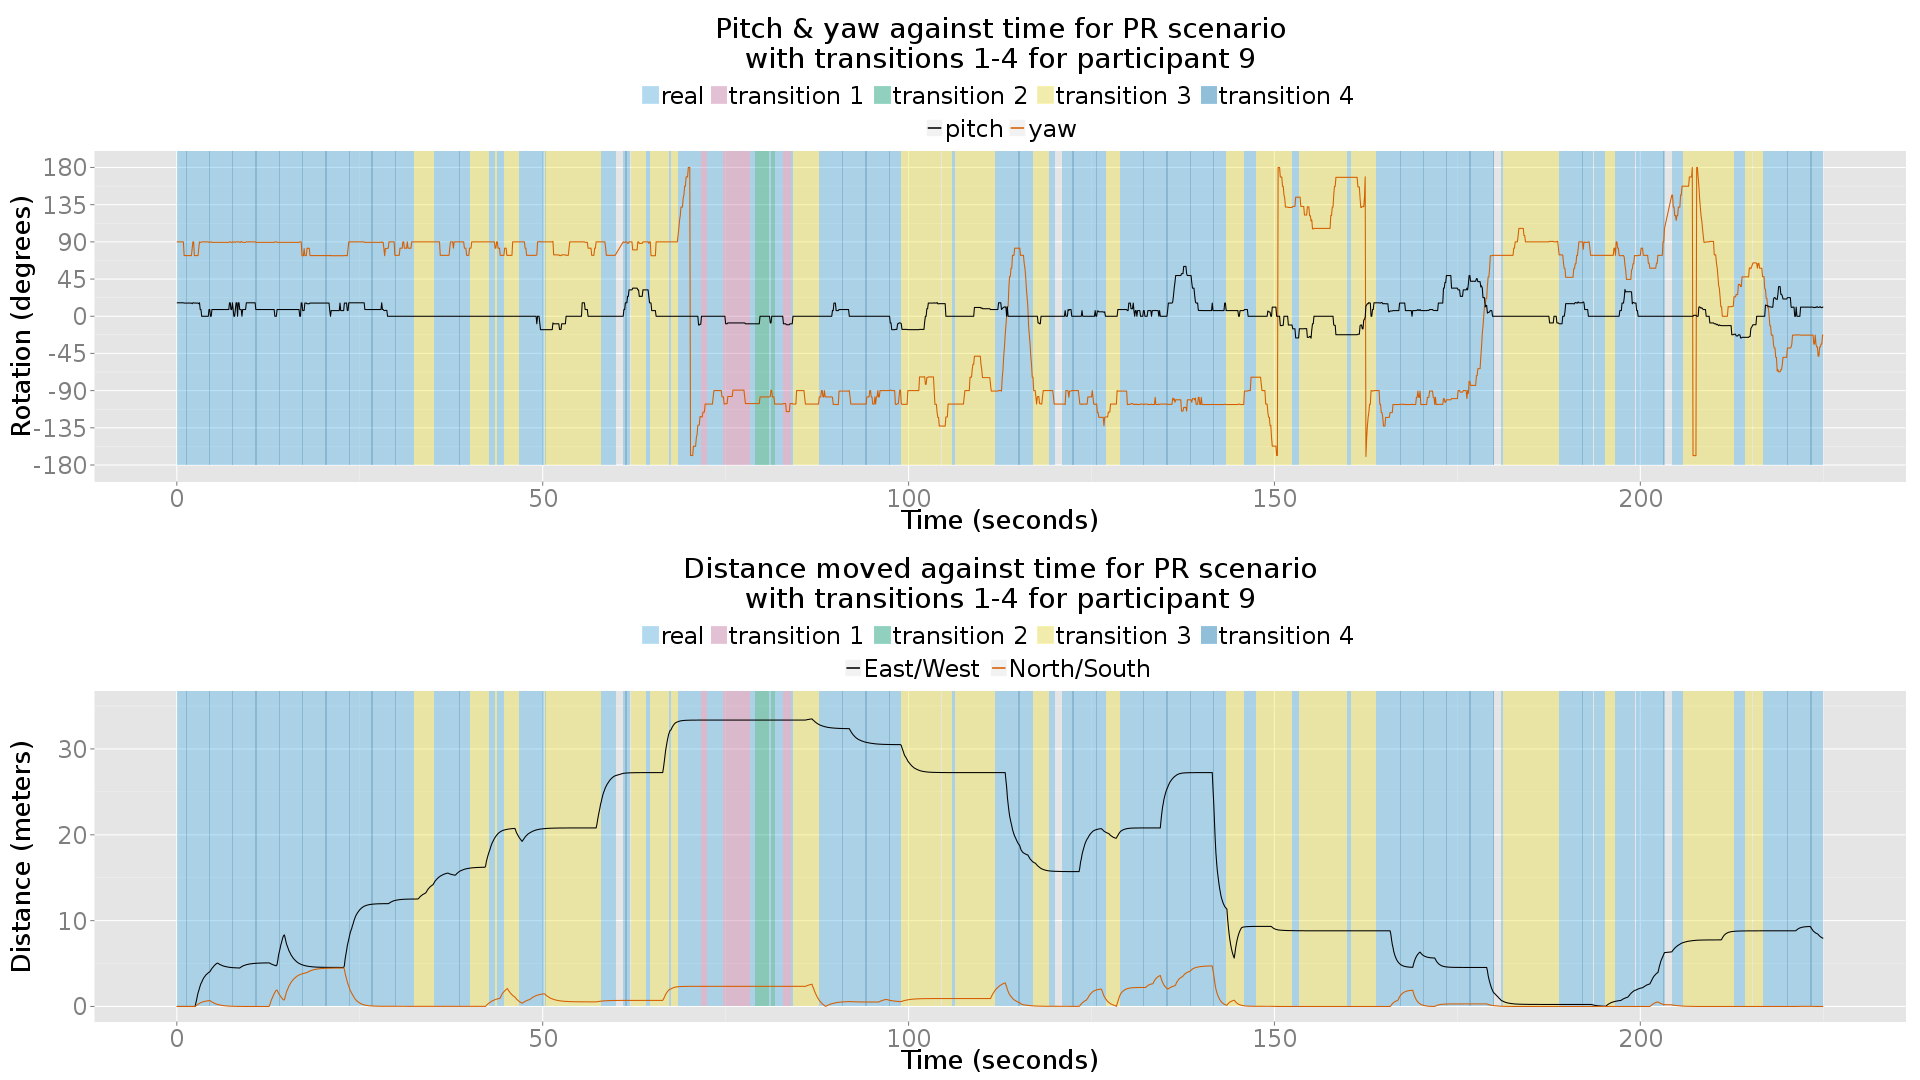 Pitch & yaw against time for PR scenario
with transitions 1-4 for participant 9
real transition 1 transition 2 transition 3 transition 4
pitch yaw
Rotation (degrees)
180
135
90
45
0
-45
-90
-135
-180
0 50 100 150 200
Time (seconds)
Distance moved against time for PR scenario
with transitions 1-4 for participant 9
real transition 1 transition 2 transition 3 transition 4
East/West North/South
Distance (meters)
30
20
10
0
0 50 100 150 200
Time (seconds)